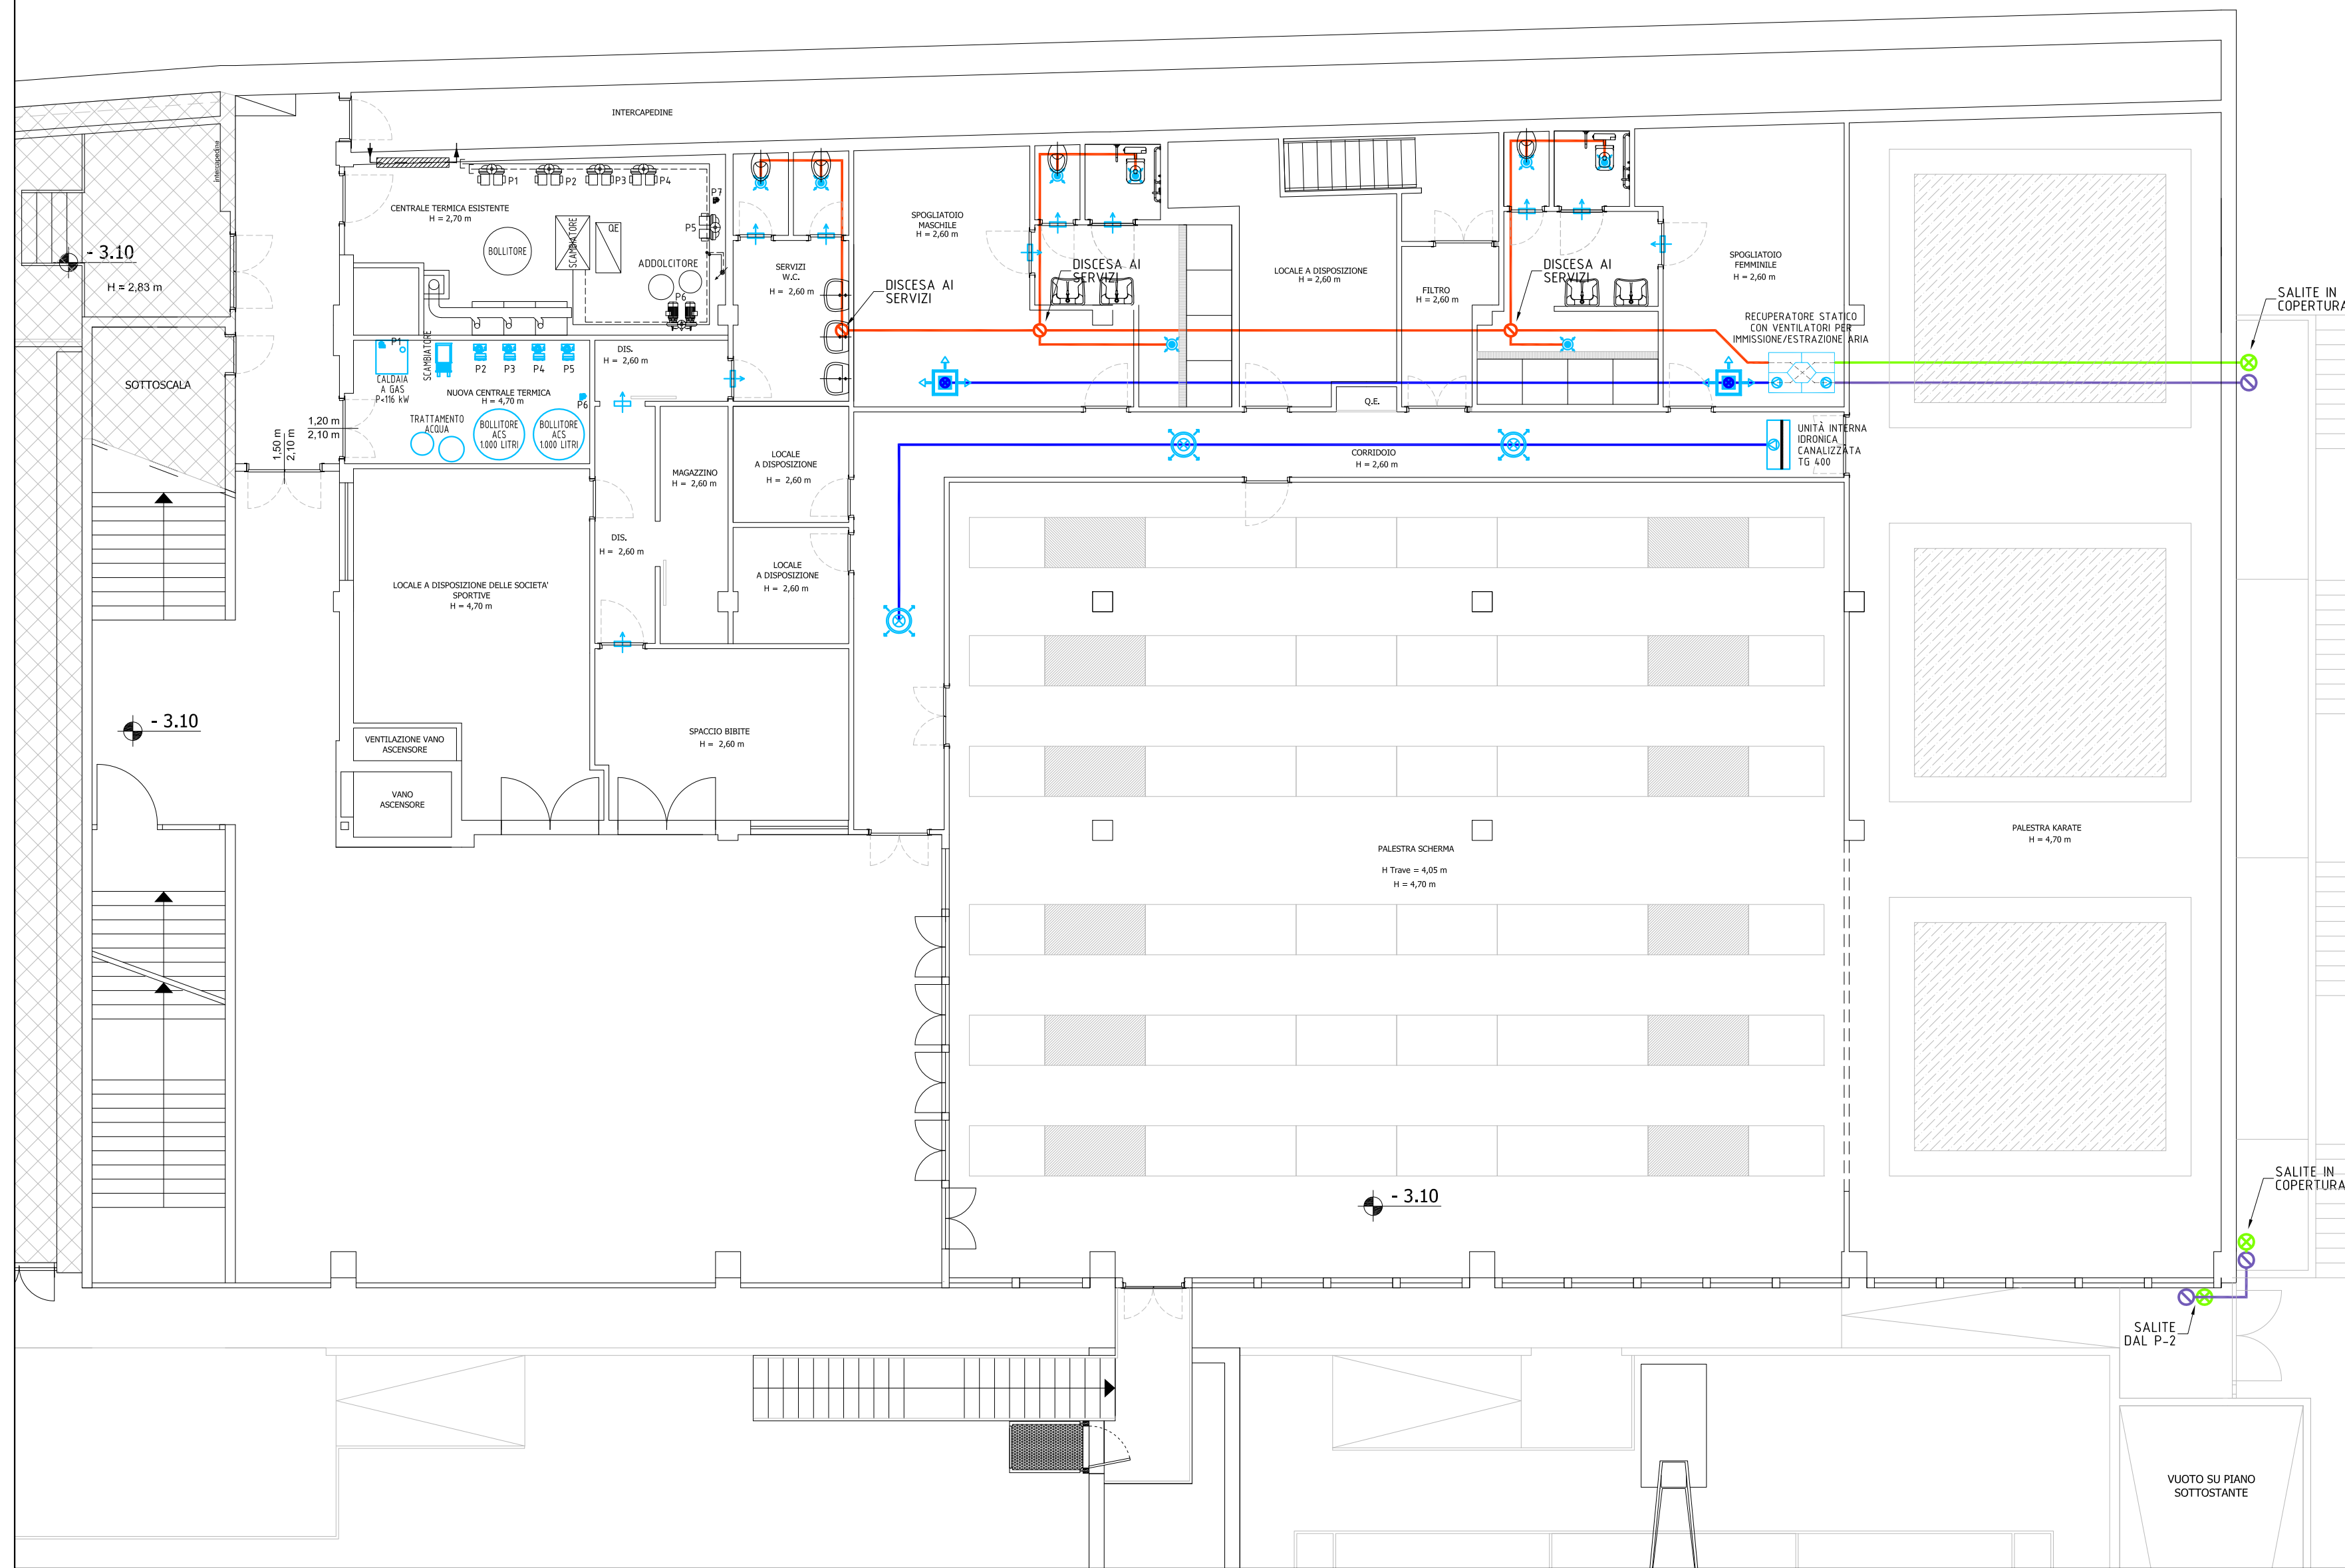 INTERCAPEDINE
intercapedine
P1
P2
P3
P4
P7
P5
CENTRALE TERMICA ESISTENTE
H = 2,70 m
BOLLITORE
SCAMBIATORE
QE
ADDOLCITORE
P6
- 3.10
H = 2,83 m
SOTTOSCALA
SERVIZI
W.C.
H = 2,60 m
DISCESA AI
SERVIZI
SPOGLIATOIO
MASCHILE
H = 2,60 m
DISCESA AI
SERVIZI
LOCALE A DISPOSIZIONE
H = 2,60 m
FILTRO
H = 2,60 m
DISCESA AI
SERVIZI
SPOGLIATOIO
FEMMINILE
H = 2,60 m
RECUPERATORE STATICO
CON VENTILATORI PER
IMMISSIONE/ESTRAZIONE ARIA
SALITE IN
COPERTURA
P1
CALDAIA
A GAS
P<116 kW
SCAMBIATORE
P2
P3
P4
P5
NUOVA CENTRALE TERMICA
H = 4,70 m
P6
TRATTAMENTO
ACQUA
BOLLITORE
ACS
1.000 LITRI
BOLLITORE
ACS
1.000 LITRI
DIS.
H = 2,60 m
1,20 m
2,10 m
1,50 m
2,10 m
Q.E.
UNITÀ INTERNA
IDRONICA
CANALIZZATA
TG 400
CORRIDOIO
H = 2,60 m
MAGAZZINO
H = 2,60 m
LOCALE
A DISPOSIZIONE
H = 2,60 m
DIS.
H = 2,60 m
LOCALE
A DISPOSIZIONE
H = 2,60 m
LOCALE A DISPOSIZIONE DELLE SOCIETA'
SPORTIVE
H = 4,70 m
- 3.10
VENTILAZIONE VANO
ASCENSORE
VANO
ASCENSORE
SPACCIO BIBITE
H = 2,60 m
PALESTRA SCHERMA
H Trave = 4,05 m
H = 4,70 m
PALESTRA KARATE
H = 4,70 m
- 3.10
SALITE IN
COPERTURA
SALITE
DAL P-2
VUOTO SU PIANO
SOTTOSTANTE